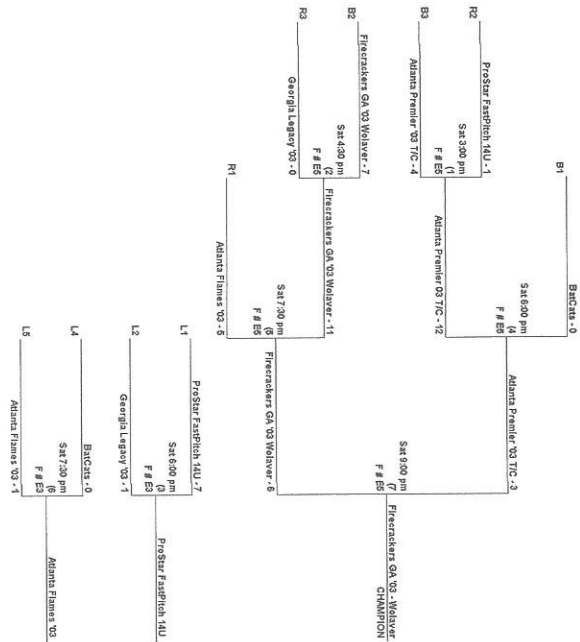 B1
BatCats - 0
Sat 6:00 pm
(4
F # E5
R2
ProStar FastPitch 14U - 1
Sat 3:00 pm
(1
F # E5
B3
Atlanta Premier '03 T/C - 4
Atlanta Premier 03 T/C - 12
Atlanta Premier '03 T/C - 3
Sat 9:00 pm
(7
F # E5
Firecrackers GA '03 - Wolaver
CHAMPION
B2
Firecrackers GA '03 Wolaver - 7
Sat 4:30 pm
(2
F # E5
R3
Georgia Legacy '03 - 0
Firecrackers GA '03 Wolaver - 11
Sat 7:30 pm
(5
F # E5
R1
Atlanta Flames '03 - 5
Firecrackers GA '03 Wolaver - 6
L1
ProStar FastPitch 14U - 7
Sat 6:00 pm
(3
F # E3
L2
Georgia Legacy '03 - 1
ProStar FastPitch 14U
L4
BatCats - 0
Sat 7:30 pm
(6
F # E3
L5
Atlanta Flames '03 - 1
Atlanta Flames '03